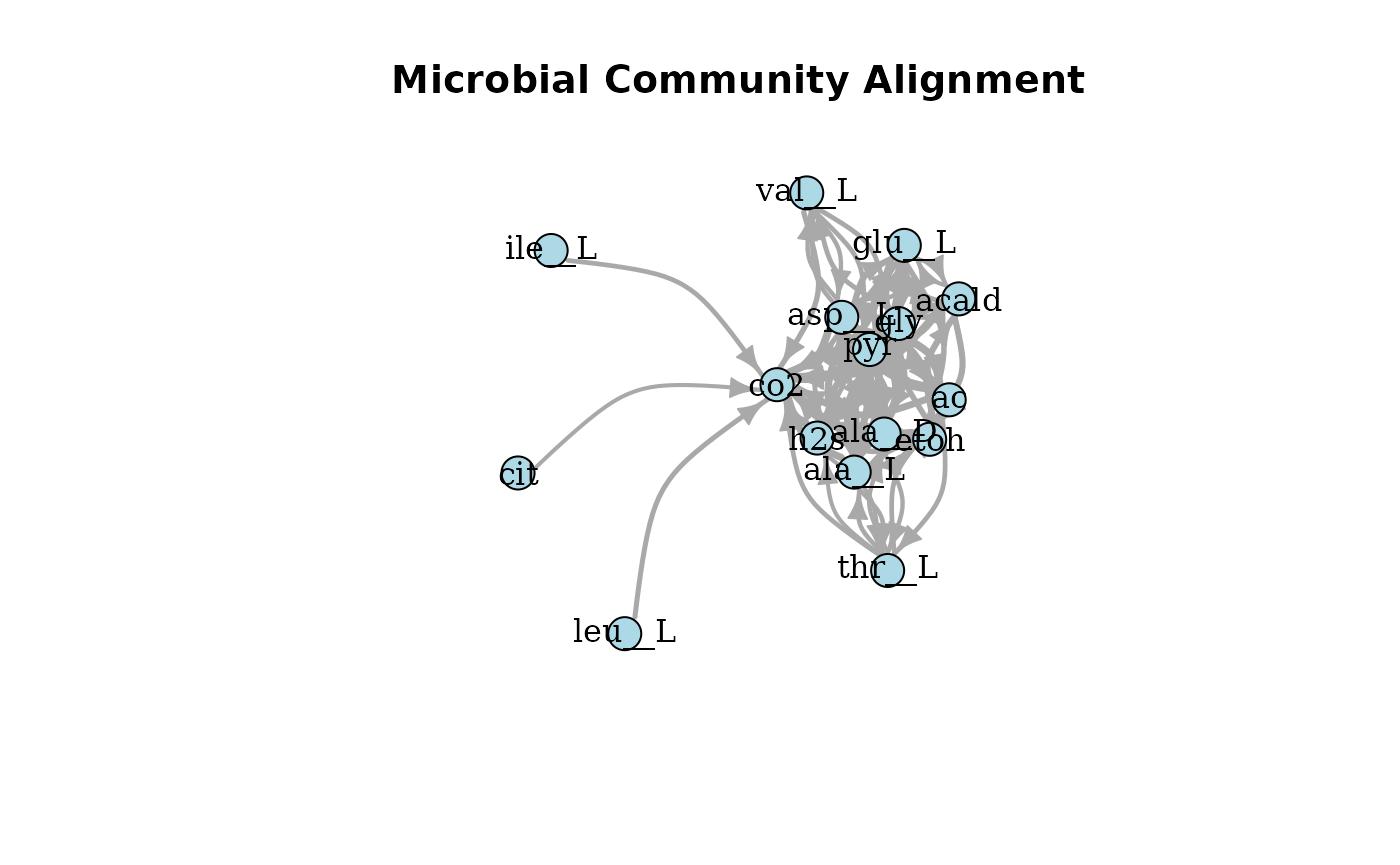 Microbial Community Alignment
val__L
glu__L
ile__L
acald
asp__L
gly
pyr
co2
ac
h2s
ala__D
etoh
ala__L
cit
thr__L
leu__L